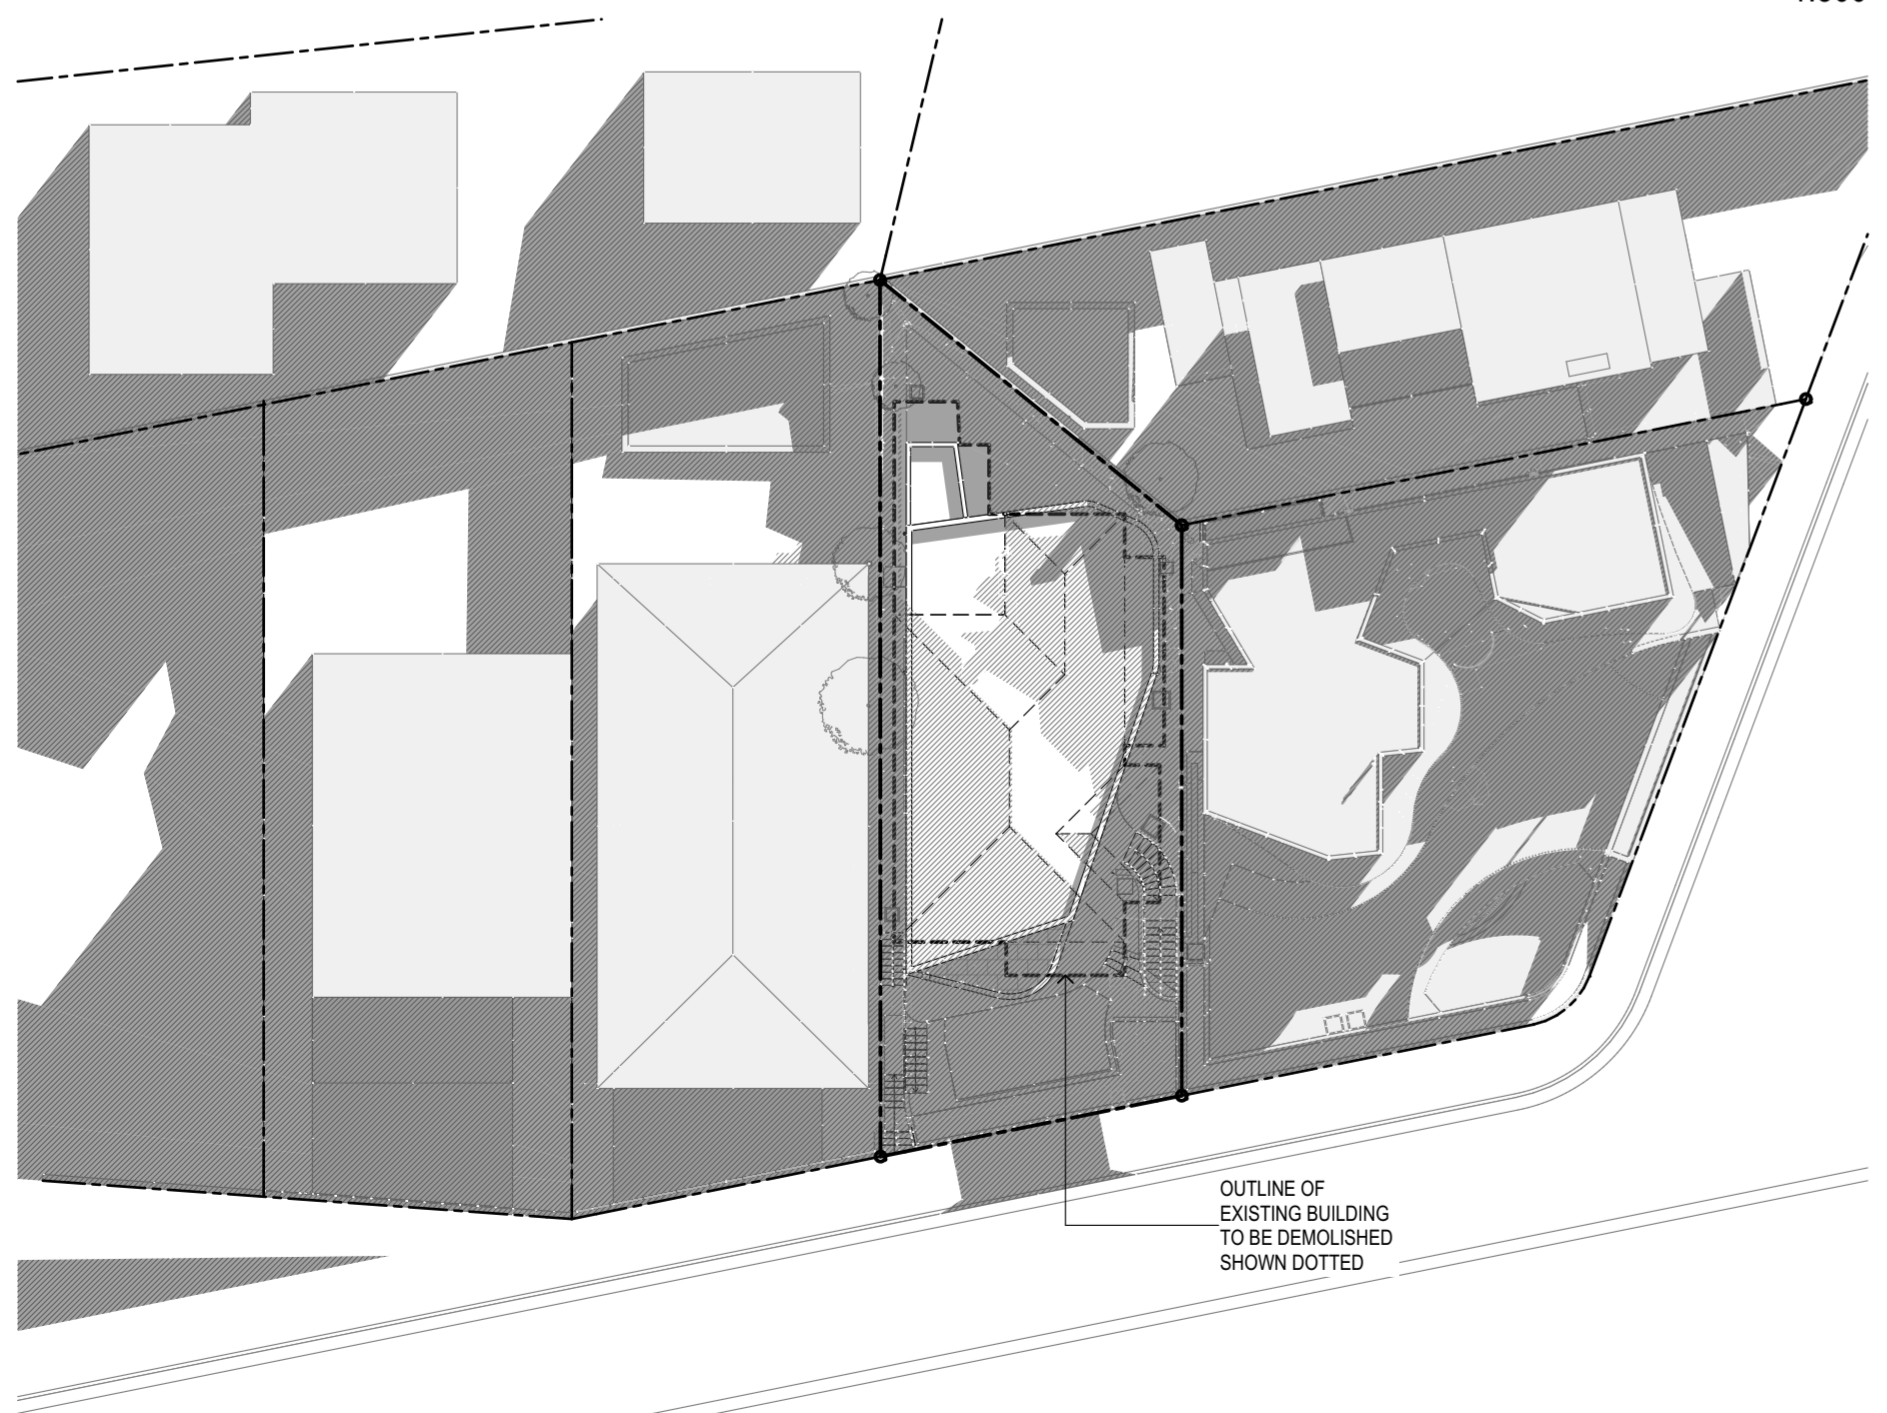 OUTLINE OF
EXISTING BUILDING
TO BE DEMOLISHED
SHOWN DOTTED